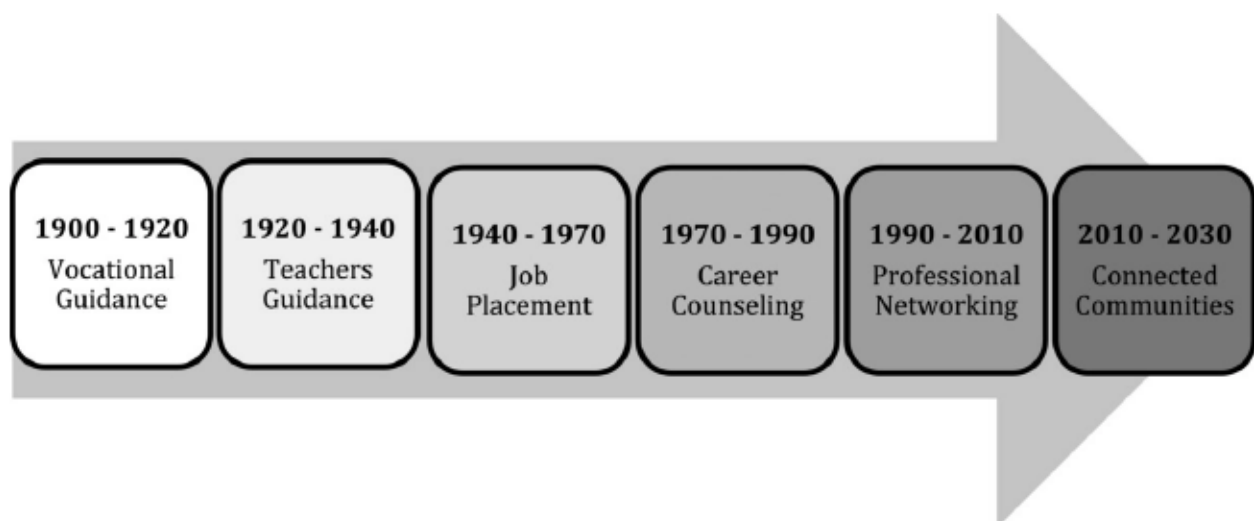 1900 - 1920
Vocational
Guidance
1920 - 1940
Teachers
Guidance
1940 - 1970
Job
Placement
1970 - 1990
Career
Counseling
1990 - 2010
Professional
Networking
2010 - 2030
Connected
Communities